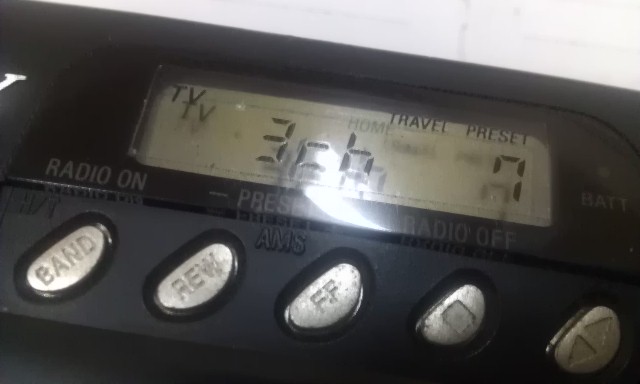 TV HOME TRAVEL PRESET
3ch 7
RADIO ON PRESET RADIO OFF BATT
AMS
BAND REW FF